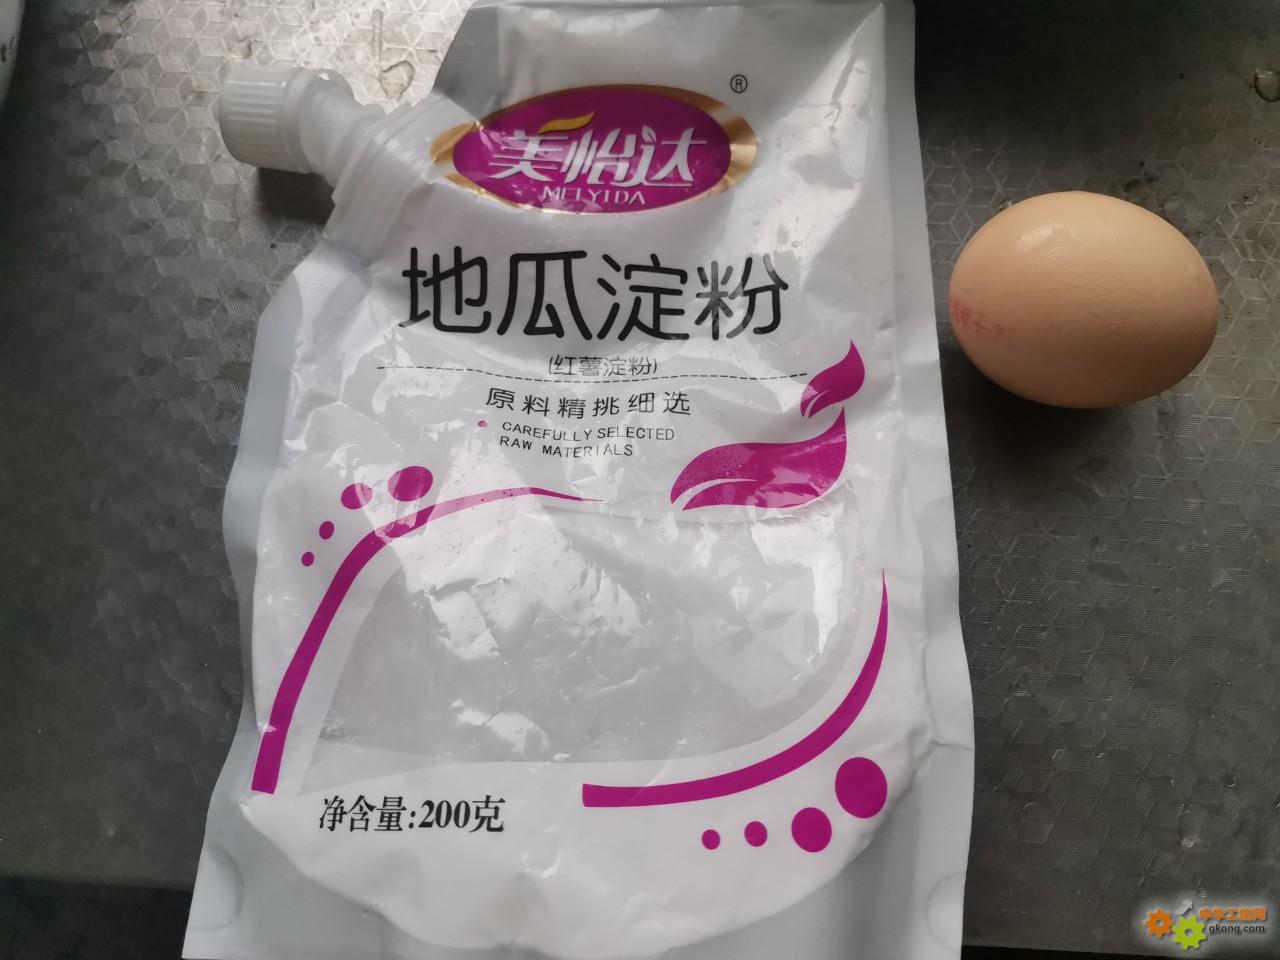 ®
美怡达
MEIYIDA
地瓜淀粉
(红薯淀粉)
原料精挑细选
CAREFULLY SELECTED
RAW MATERIALS
净含量:200克
中华工控网
gkong.com